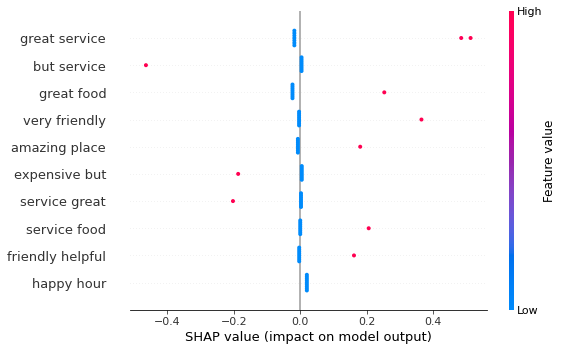 High
great service
but service
great food
very friendly
amazing place
expensive but
service great
service food
friendly helpful
happy hour
Feature value
Low
−0.4 −0.2 0.0 0.2 0.4
SHAP value (impact on model output)